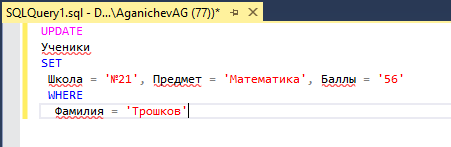 SQLQuery1.sql - D...\AganichevAG (77))*
UPDATE
Ученики
SET
Школа = '№21', Предмет = 'Математика', Баллы = '56'
WHERE
Фамилия = 'Трошков'